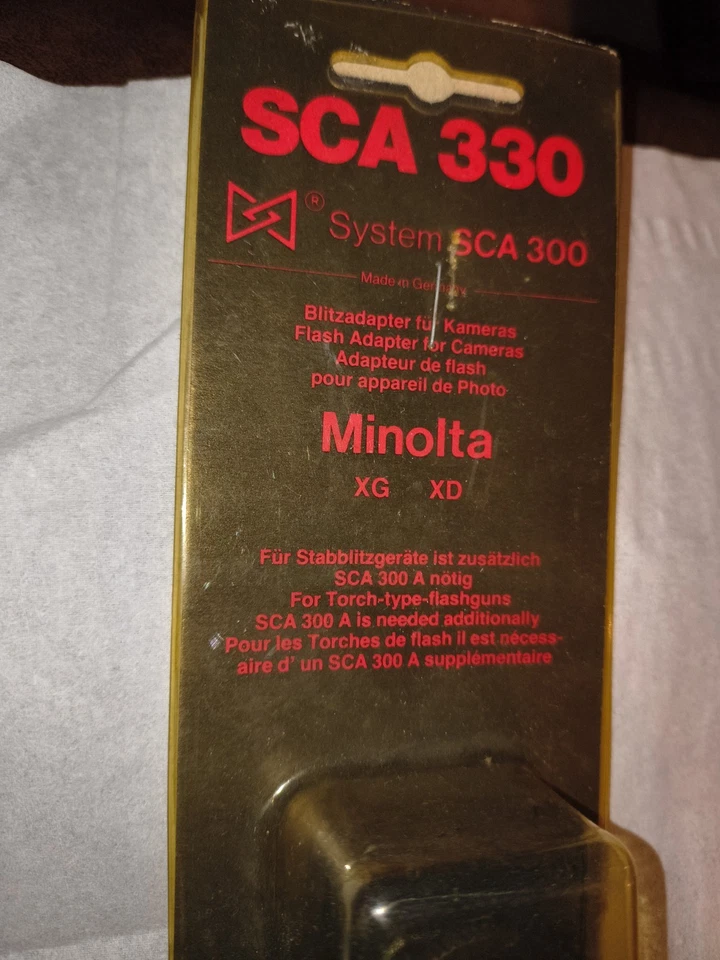 SCA 330
® System SCA 300
Made in Germany
Blitzadapter für Kameras
Flash Adapter for Cameras
Adapteur de flash
pour appareil de Photo
Minolta
XG XD
Für Stabblitzgeräte ist zusätzlich
SCA 300 A nötig
For Torch-type-flashguns
SCA 300 A is needed additionally
Pour les Torches de flash il est nécess-
aire d' un SCA 300 A supplémentaire